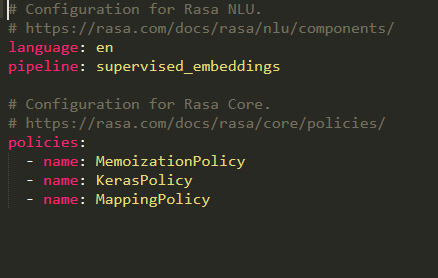 # Configuration for Rasa NLU.
# https://rasa.com/docs/rasa/nlu/components/
language: en
pipeline: supervised_embeddings
# Configuration for Rasa Core.
# https://rasa.com/docs/rasa/core/policies/
policies:
- name: MemoizationPolicy
- name: KerasPolicy
- name: MappingPolicy